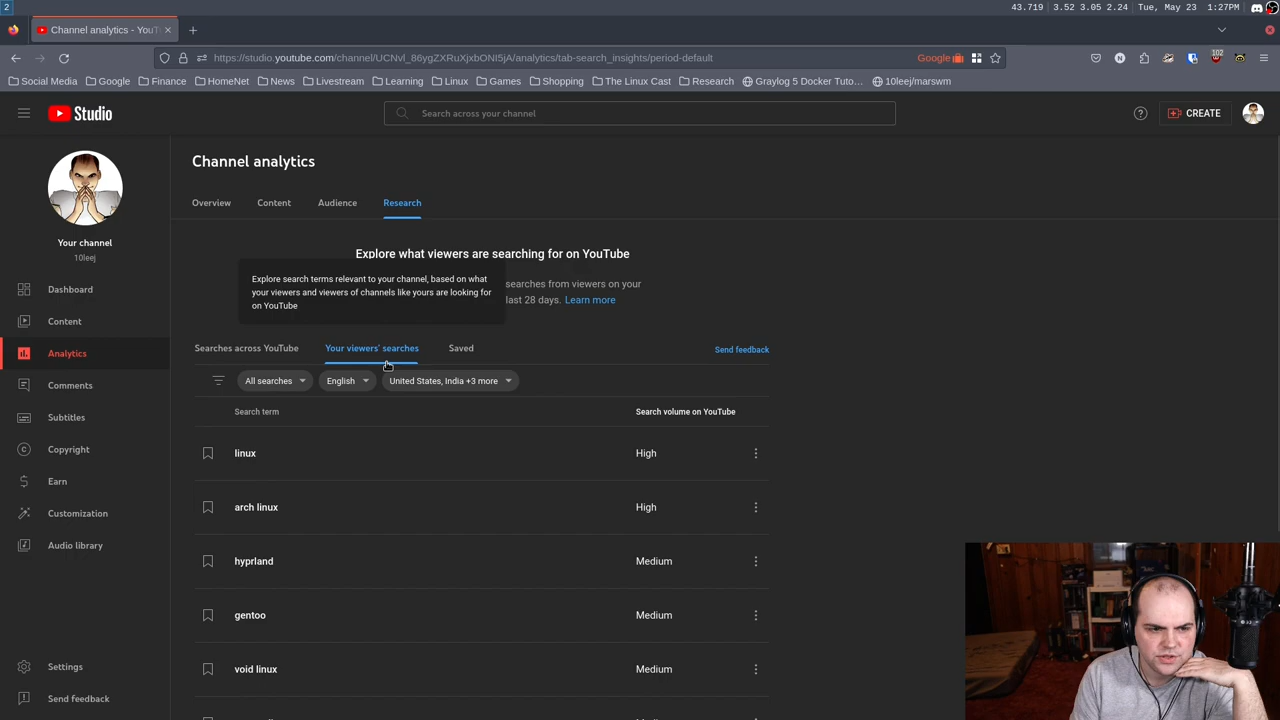 2
43.719 3.52 3.05 2.24 Tue, May 23 1:27PM
Channel analytics - YouT
https://studio.youtube.com/channel/UCNvl_86ygZXRuXjxbONI5jA/analytics/tab-search_insights/period-default
Google
102
Social Media Google Finance HomeNet News Livestream Learning Linux Games Shopping The Linux Cast Research Graylog 5 Docker Tuto… 10leej/marswm
Studio
Search across your channel
CREATE
Your channel
10leej
Dashboard
Content
Analytics
Comments
Subtitles
Copyright
Earn
Customization
Audio library
Settings
Send feedback
Channel analytics
Overview Content Audience Research
Explore what viewers are searching for on YouTube
searches from viewers on your
last 28 days. Learn more
Explore search terms relevant to your channel, based on what
your viewers and viewers of channels like yours are looking for
on YouTube
Searches across YouTube Your viewers' searches Saved Send feedback
All searches English United States, India +3 more
Search term Search volume on YouTube
linux High
arch linux High
hyprland Medium
gentoo Medium
void linux Medium